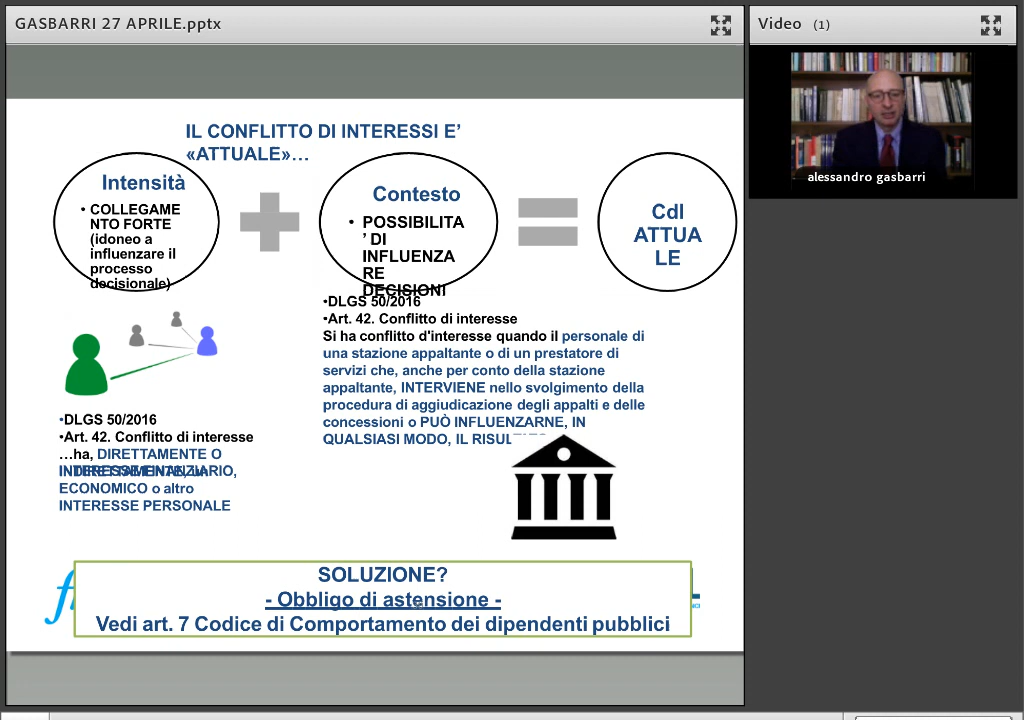 GASBARRI 27 APRILE.pptx
Video (1)
alessandro gasbarri
IL CONFLITTO DI INTERESSI E'
«ATTUALE»…
Intensità
• COLLEGAME
NTO FORTE
(idoneo a
influenzare il
processo
decisionale)
Contesto
• POSSIBILITA
' DI
INFLUENZA
RE
DECISIONI
CdI
ATTUA
LE
•DLGS 50/2016
•Art. 42. Conflitto di interesse
Si ha conflitto d'interesse quando il personale di
una stazione appaltante o di un prestatore di
servizi che, anche per conto della stazione
appaltante, INTERVIENE nello svolgimento della
procedura di aggiudicazione degli appalti e delle
concessioni o PUÒ INFLUENZARNE, IN
QUALSIASI MODO, IL
•DLGS 50/2016
•Art. 42. Conflitto di interesse
…ha, DIRETTAMENTE O
ECONOMICO o altro
INTERESSE PERSONALE
SOLUZIONE?
- Obbligo di astensione -
Vedi art. 7 Codice di Comportamento dei dipendenti pubblici